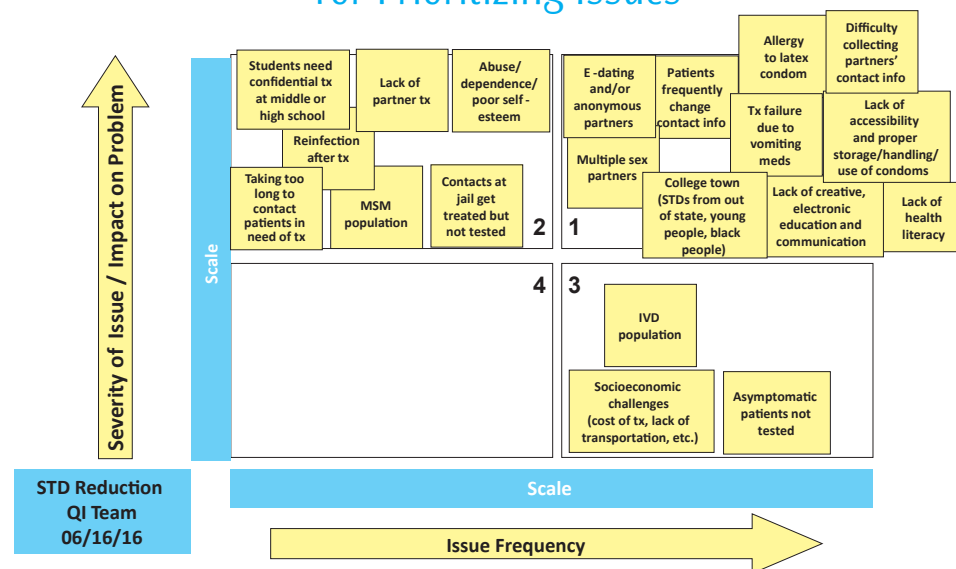 for Prioritizing Issues
Severity of Issue / Impact on Problem
Scale
Students need
confidential tx
at middle or
high school
Lack of
partner tx
Abuse/
dependence/
poor self -
esteem
Reinfection
after tx
Taking too
long to
contact
patients in
need of tx
MSM
population
Contacts at
jail get
treated but
not tested
2
E -dating
and/or
anonymous
partners
Patients
frequently
change
contact info
Allergy
to latex
condom
Difficulty
collecting
partners'
contact info
Multiple sex
partners
Tx failure
due to
vomiting
meds
Lack of
accessibility
and proper
storage/handling/
use of condoms
1
College town
(STDs from out
of state, young
people, black
people)
Lack of creative,
electronic
education and
communication
Lack of
health
literacy
4
3
IVD
population
Socioeconomic
challenges
(cost of tx, lack of
transportation, etc.)
Asymptomatic
patients not
tested
STD Reduction
QI Team
06/16/16
Scale
Issue Frequency